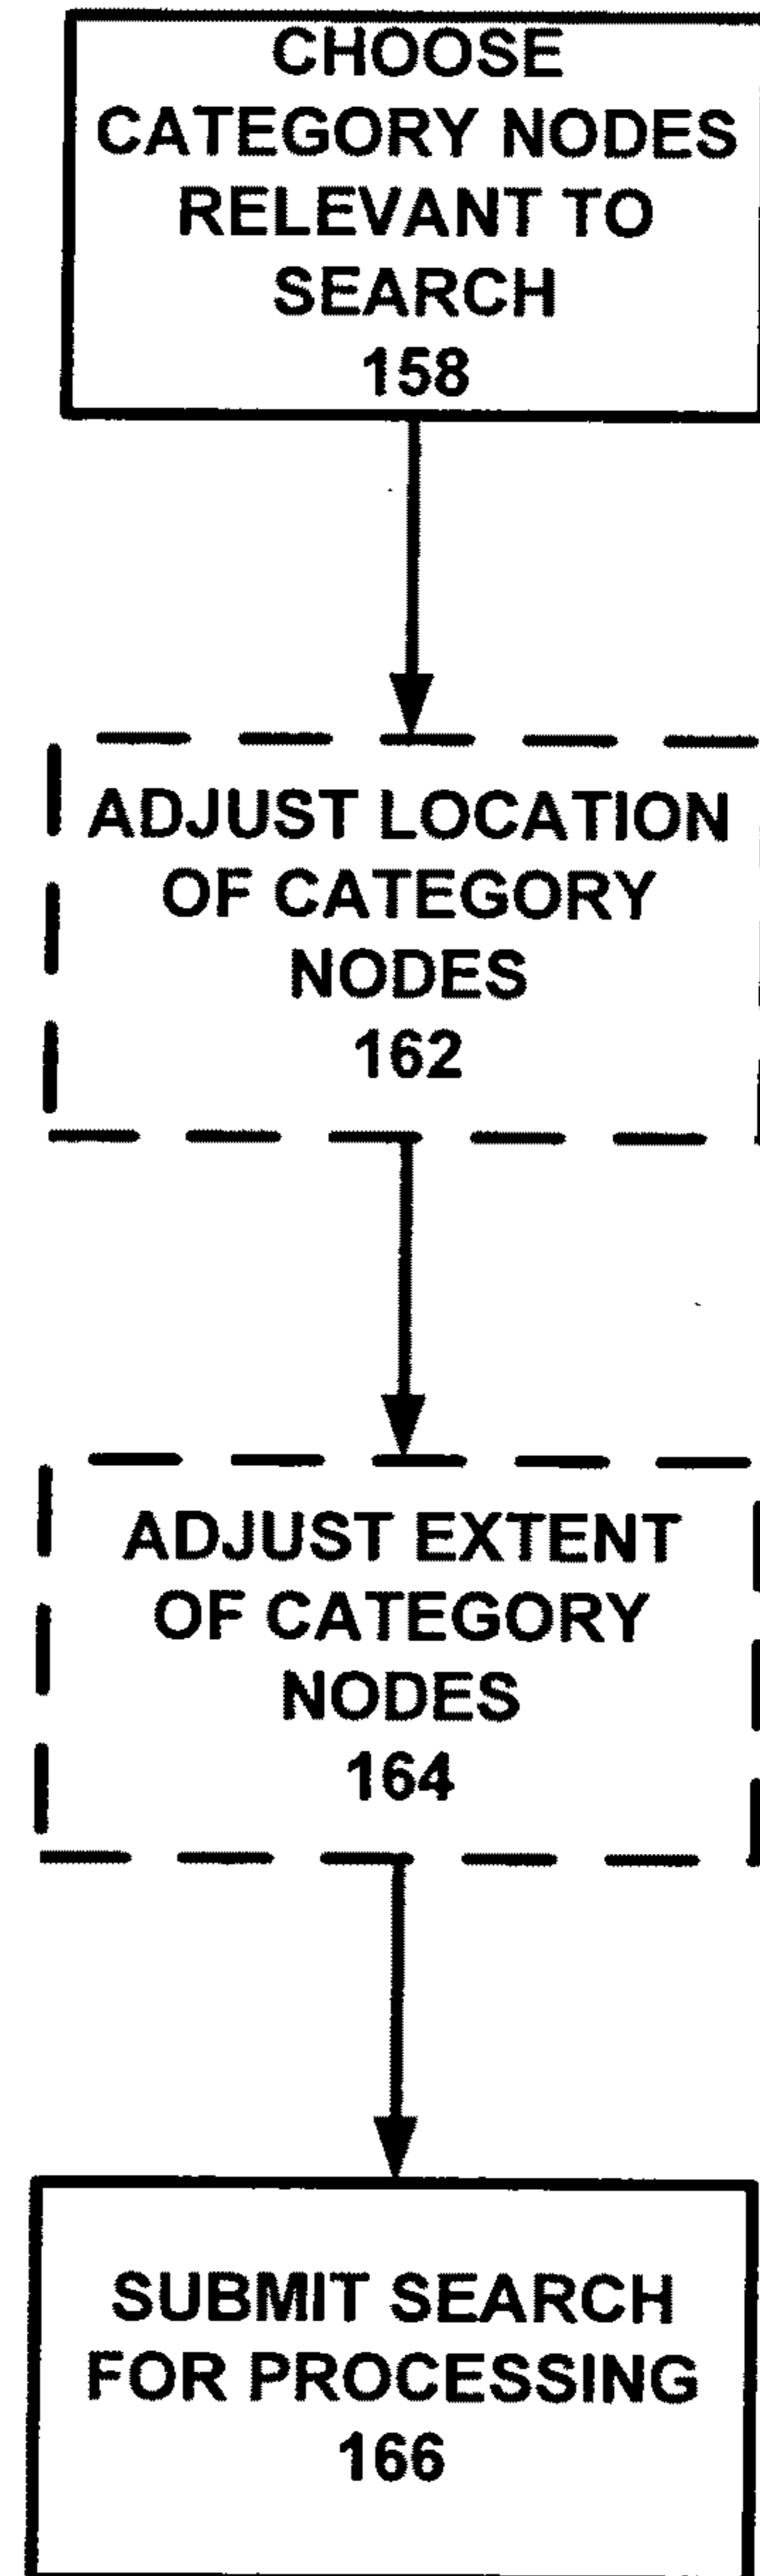 CHOOSE
CATEGORY NODES
RELEVANT TO
SEARCH
158
ADJUST LOCATION
OF CATEGORY
NODES
162
ADJUST EXTENT
OF CATEGORY
NODES
164
SUBMIT SEARCH
FOR PROCESSING
166